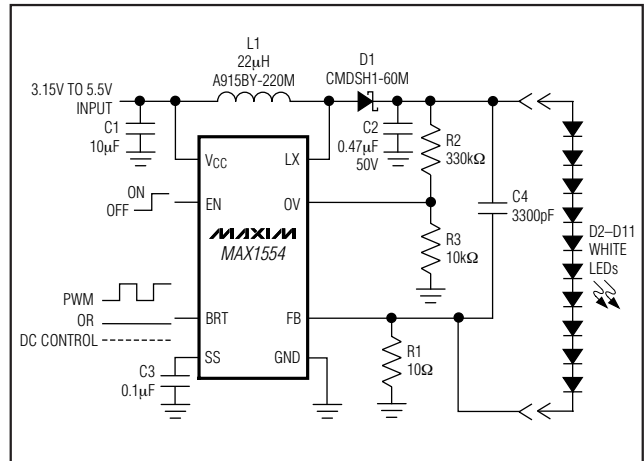 L1
22µH
A915BY-220M
D1
CMDSH1-60M
3.15V TO 5.5V
INPUT
C1
10µF
C2
0.47µF
50V
R2
330kΩ
C4
3300pF
VCC
LX
ON
OFF
EN
OV
MAXIM
MAX1554
R3
10kΩ
D2–D11
WHITE
LEDs
PWM
OR
DC CONTROL
BRT
FB
SS
GND
C3
0.1µF
R1
10Ω